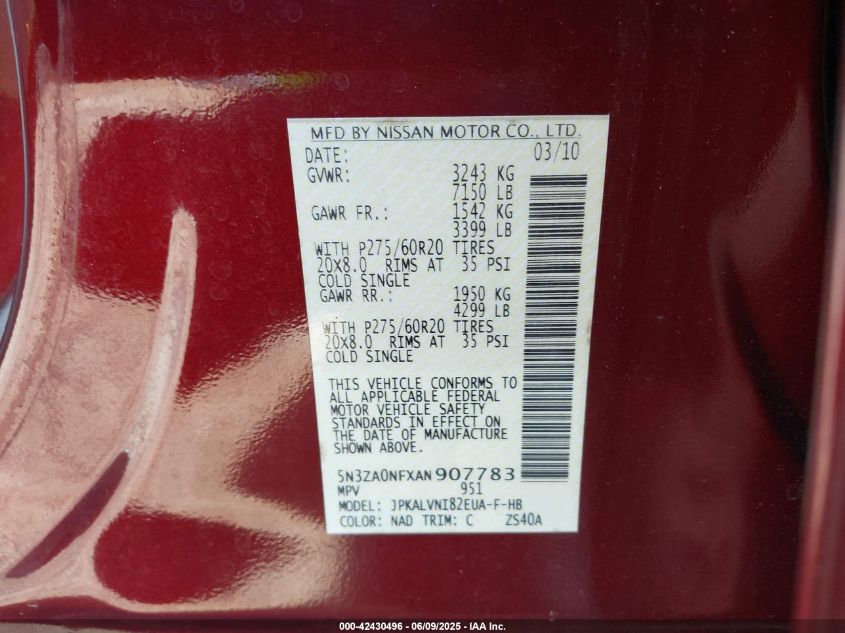 MFD BY NISSAN MOTOR CO., LTD.
DATE: 03/10
GVWR: 3243 KG
7150 LB
GAWR FR.: 1542 KG
3399 LB
WITH P275/60R20 TIRES
20X8.0 RIMS AT 35 PSI
COLD SINGLE
GAWR RR.: 1950 KG
4299 LB
WITH P275/60R20 TIRES
20X8.0 RIMS AT 35 PSI
COLD SINGLE
THIS VEHICLE CONFORMS TO
ALL APPLICABLE FEDERAL
MOTOR VEHICLE SAFETY
STANDARDS IN EFFECT ON
THE DATE OF MANUFACTURE
SHOWN ABOVE.
5N3ZA0NFXAN907783
MPV 951
MODEL: JPKALVNI82EUA-F-HB
COLOR: NAD TRIM: C ZS40A
000-42430496 - 06/09/2025 - IAA Inc.